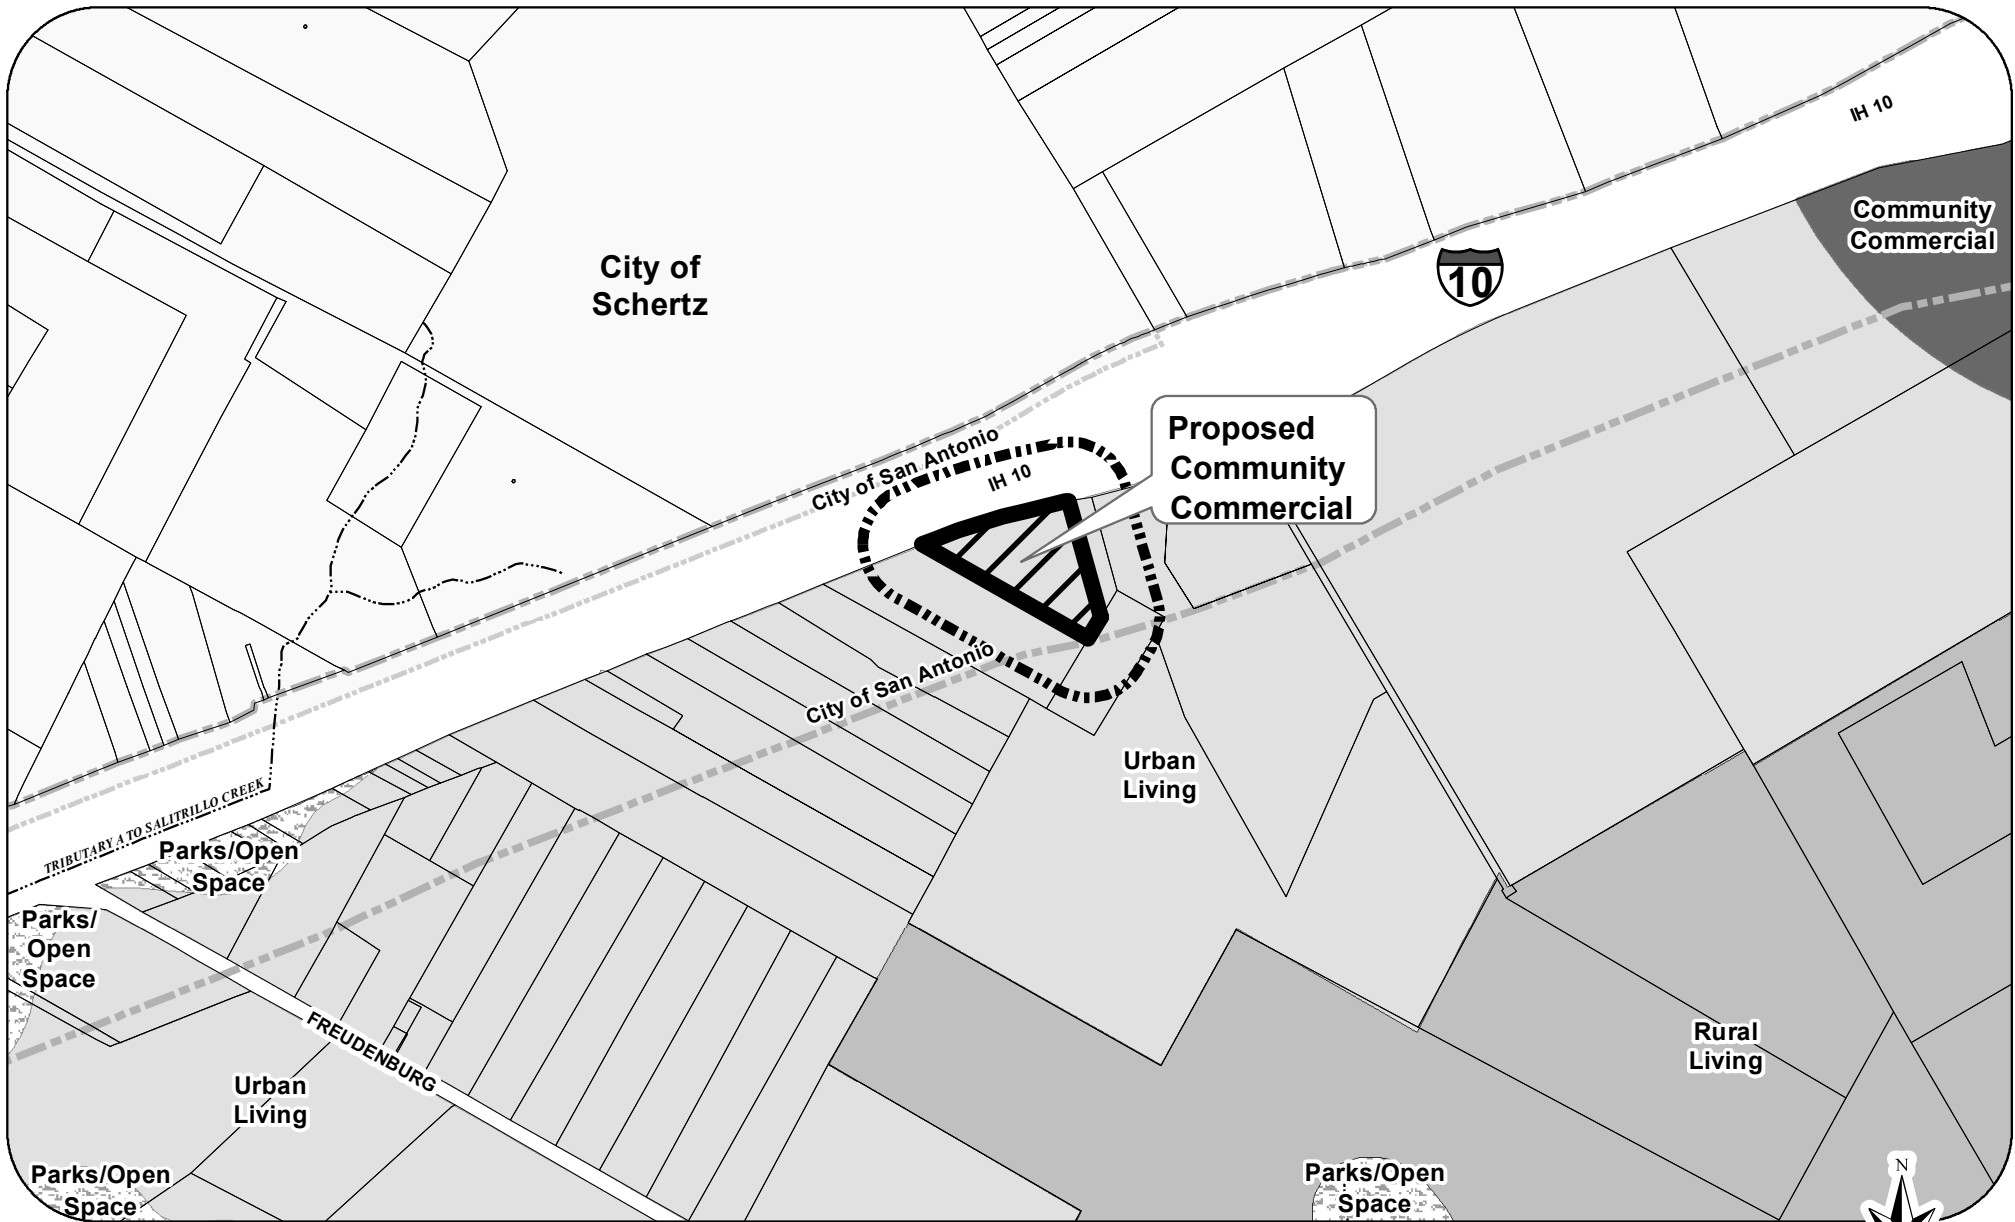 IH 10
Community
Commercial
City of
Schertz
10
Proposed
Community
Commercial
City of San Antonio
IH 10
City of San Antonio
Urban
Living
TRIBUTARY A TO SALITRILLO CREEK
Parks/Open
Space
Parks/
Open
Space
FREUDENBURG
Rural
Living
Urban
Living
Parks/Open
Space
Parks/Open
Space
N